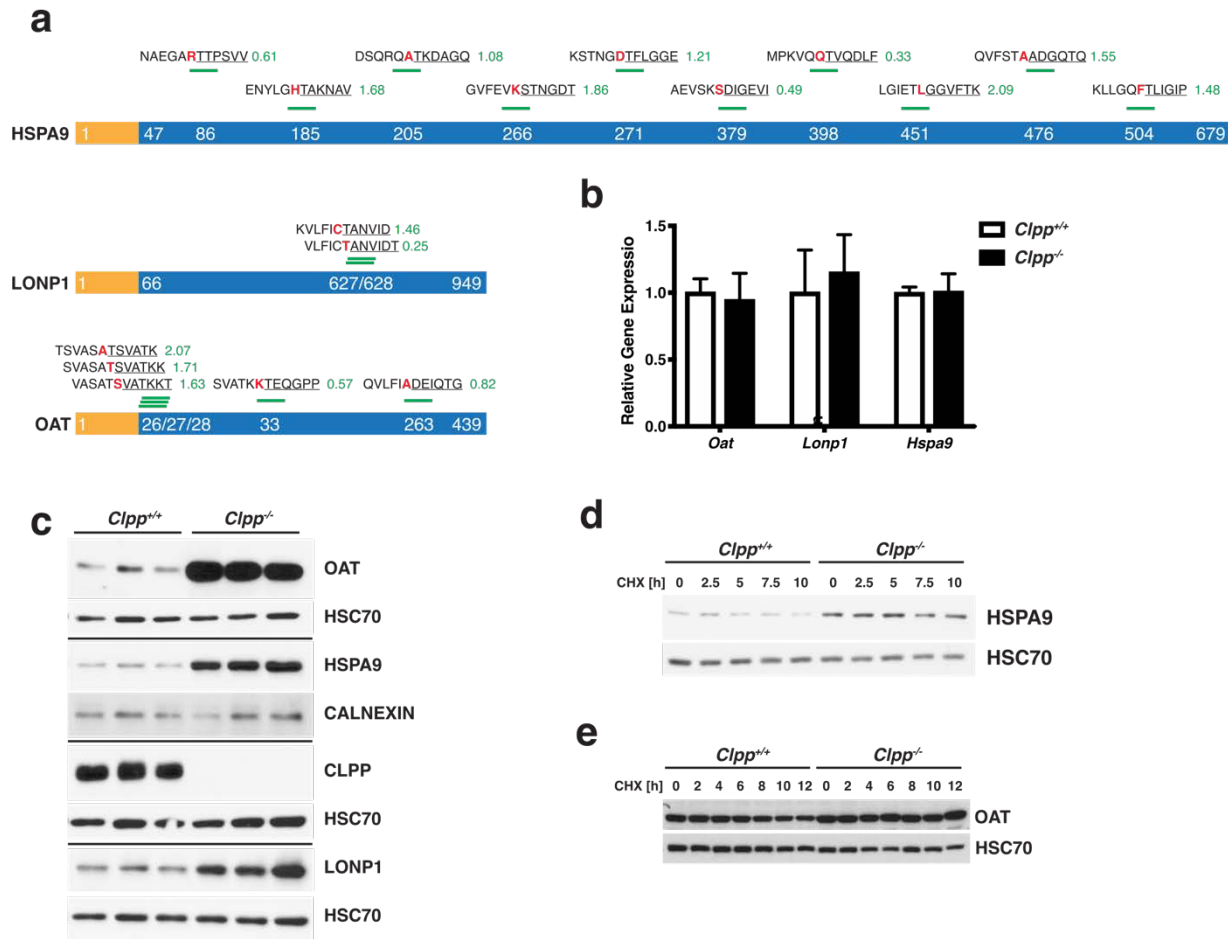 a
NAEGARTTPSVV 0.61 DSQRQATKDAGQ 1.08 KSTNGDTFLGGE 1.21 MPKVQQTVQDLF 0.33 QVFSTAADGQTQ 1.55
ENYLGHTAKNAV 1.68 GVFEVKSTNGDT 1.86 AEVSKSDIGEVI 0.49 LGIETLGGVFTK 2.09 KLLGQFTLIGIP 1.48
HSPA9 1 47 86 185 205 266 271 379 398 451 476 504 679
KVLFICTANVID 1.46
VLFICTANVIDT 0.25
LONP1 1 66 627/628 949
TSVASATSVATK 2.07
SVASATSVATKK 1.71
VASATSVATKKT 1.63 SVATKKTEQGPP 0.57 QVLFIADEIQTG 0.82
OAT 1 26/27/28 33 263 439
b
Relative Gene Expressio
1.5
1.0
0.5
0.0
Oat Lonp1 Hspa9
Clpp+/+
Clpp-/-
c
Clpp+/+ Clpp-/-
OAT
HSC70
HSPA9
CALNEXIN
CLPP
HSC70
LONP1
HSC70
d
Clpp+/+ Clpp-/-
CHX [h] 0 2.5 5 7.5 10 0 2.5 5 7.5 10
HSPA9
HSC70
e
Clpp+/+ Clpp-/-
CHX [h] 0 2 4 6 8 10 12 0 2 4 6 8 10 12
OAT
HSC70